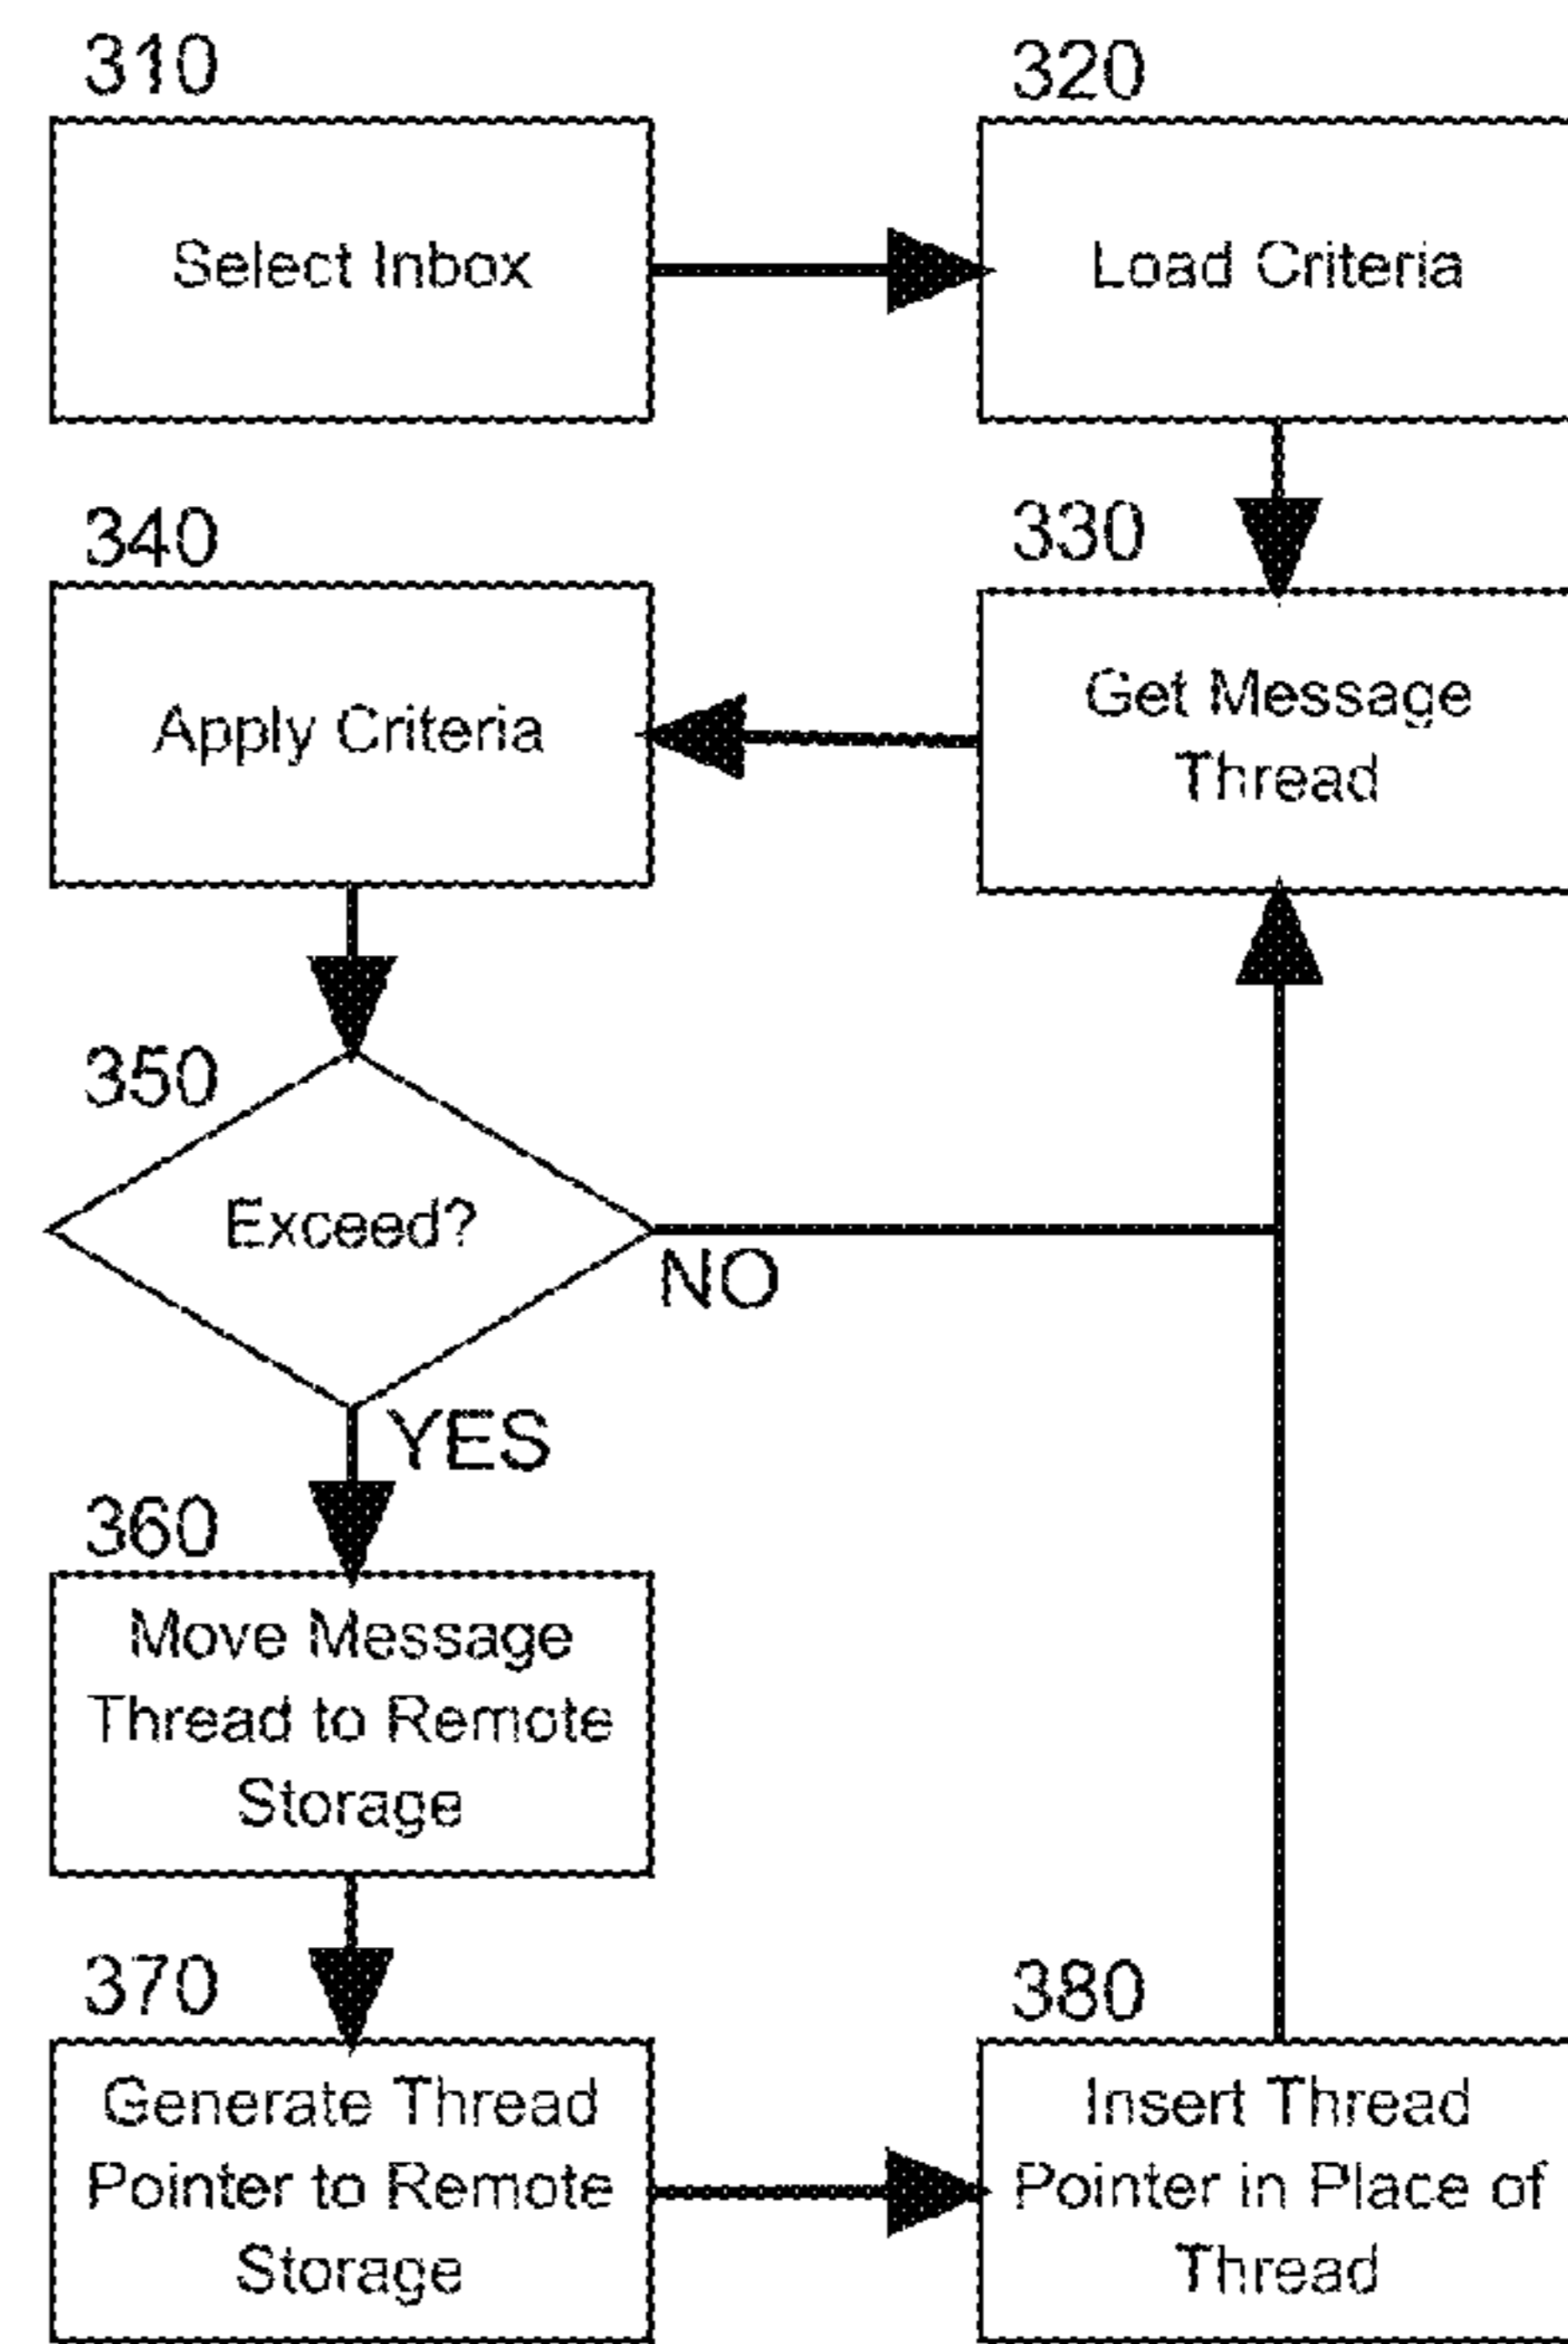 310
Select Inbox
320
Load Criteria
340
Apply Criteria
330
Get Message
Thread
350
Exceed?
NO
YES
360
Move Message
Thread to Remote
Storage
370
Generate Thread
Pointer to Remote
Storage
380
Insert Thread
Pointer in Place of
Thread